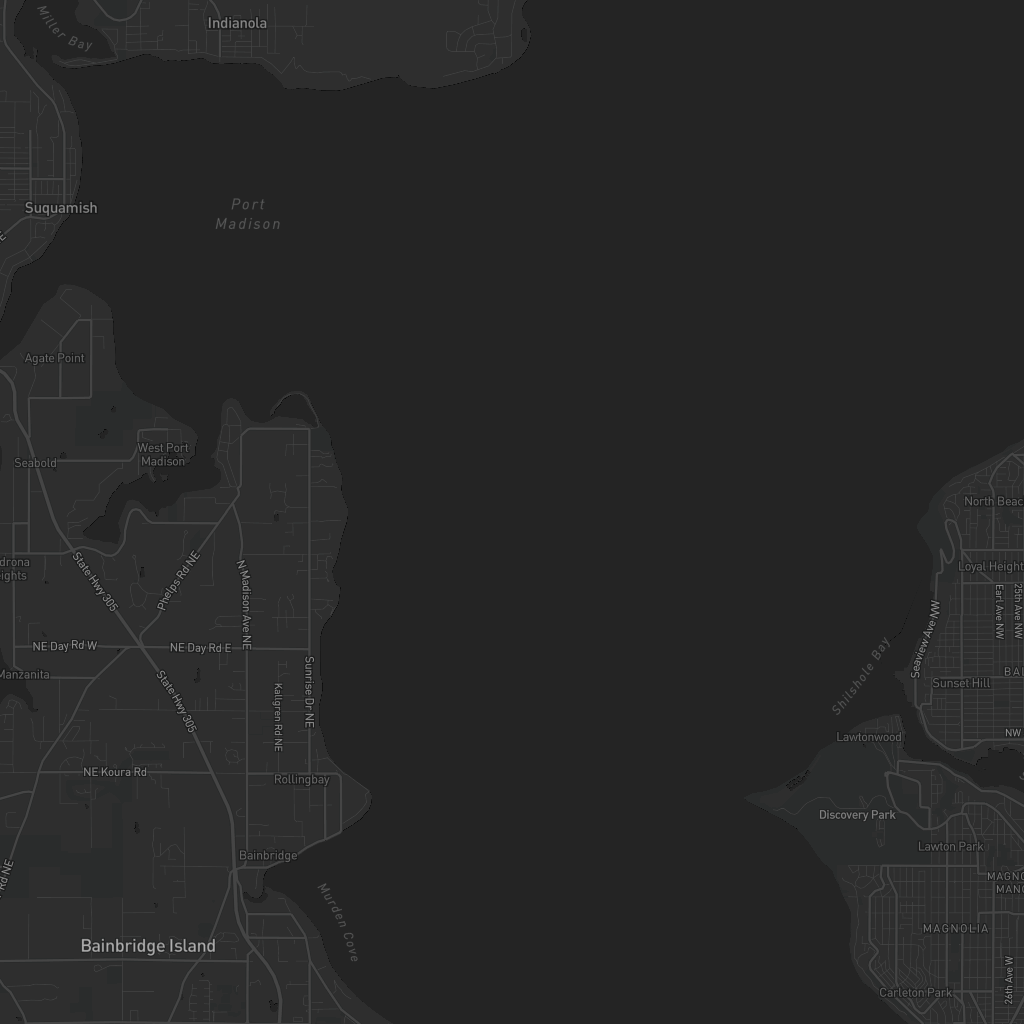 Indianola
Miller Bay
Suquamish
Port
Madison
Agate Point
West Port
Madison
Seabold
North Beac
Loyal Height
drona
eights
State Hwy 305
Phelps Rd NE
N Madison Ave NE
Earl Ave NW
25th Ave NW
Seaview Ave NW
NE Day Rd W
NE Day Rd E
Manzanita
Shilshole Bay
Sunset Hill
BAL
State Hwy 305
Kallgren Rd NE
Sunrise Dr NE
NW
Lawtonwood
NE Koura Rd
Rollingbay
Discovery Park
Lawton Park
Bainbridge
Rd NE
MAGNO
MANO
Murden Cove
MAGNOLIA
Bainbridge Island
26th Ave W
Carleton Park